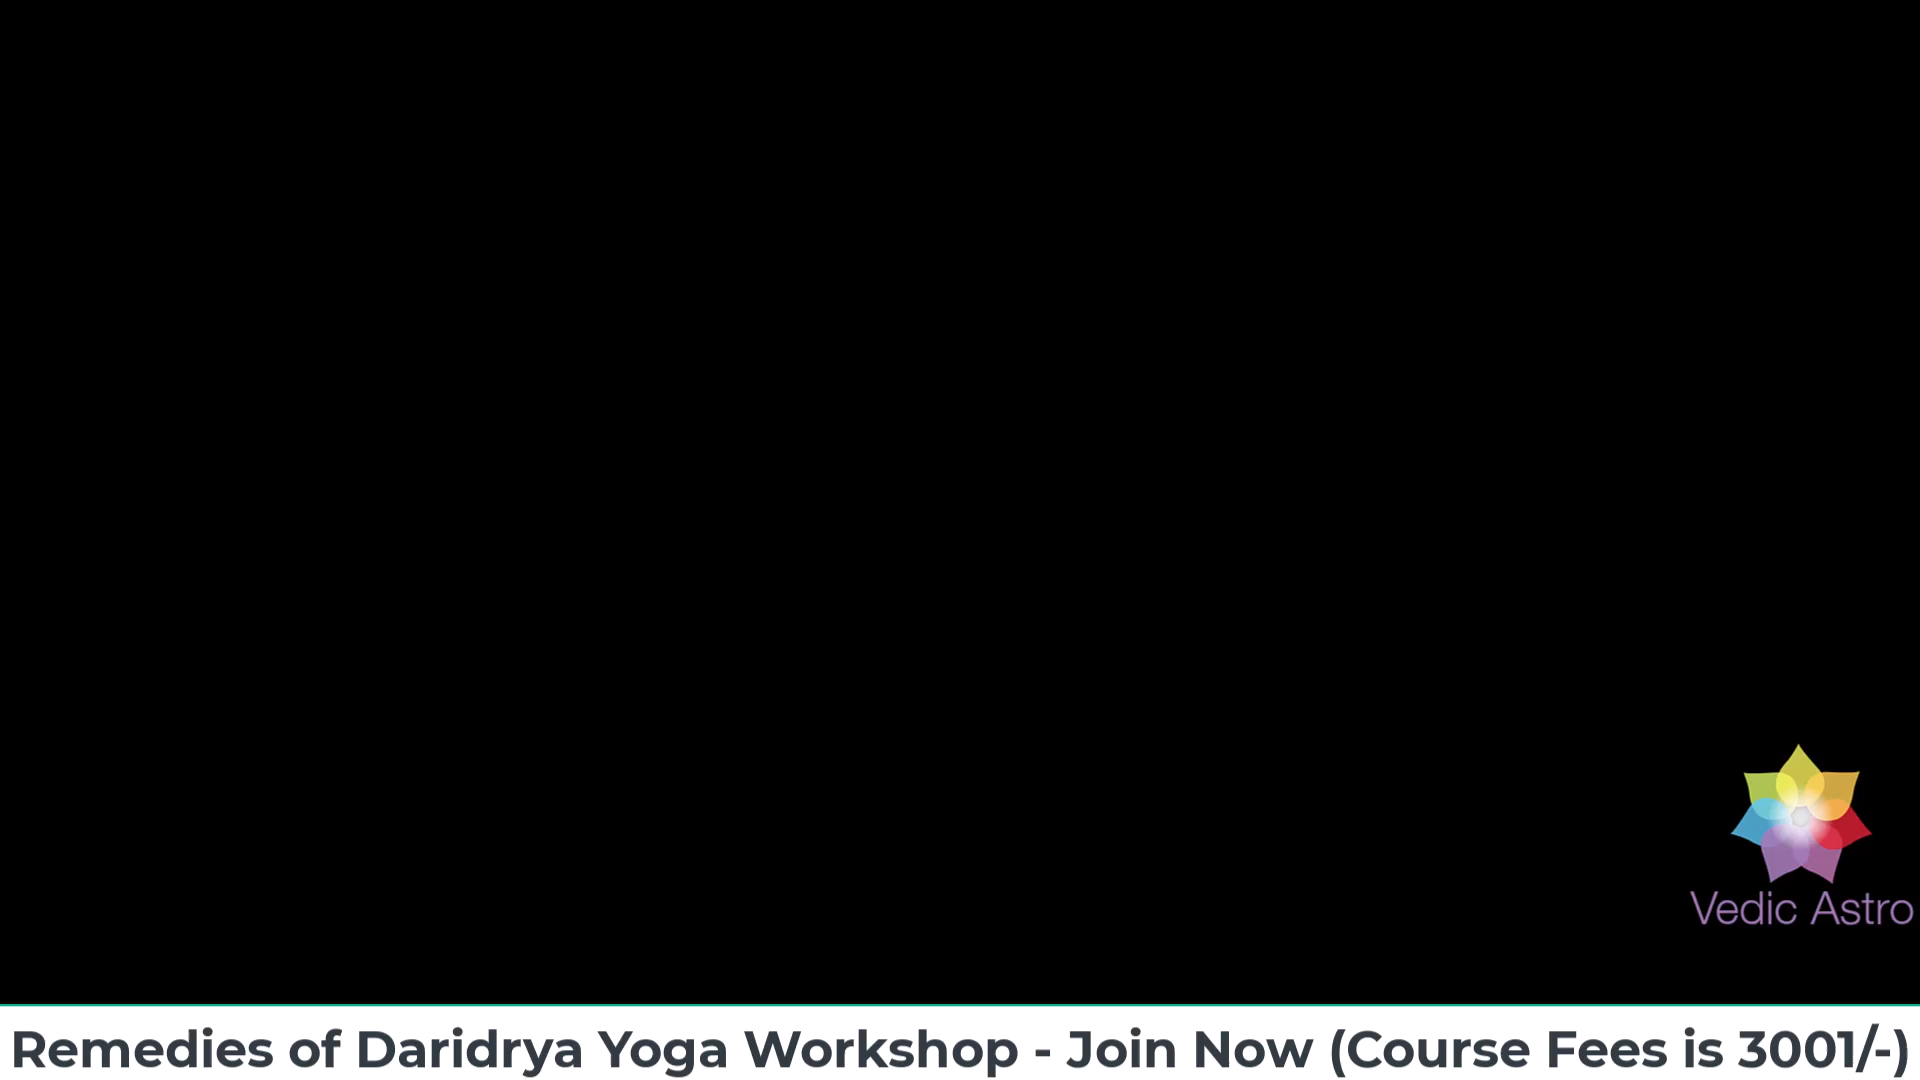 Vedic Astro
Remedies of Daridrya Yoga Workshop - Join Now (Course Fees is 3001/-)